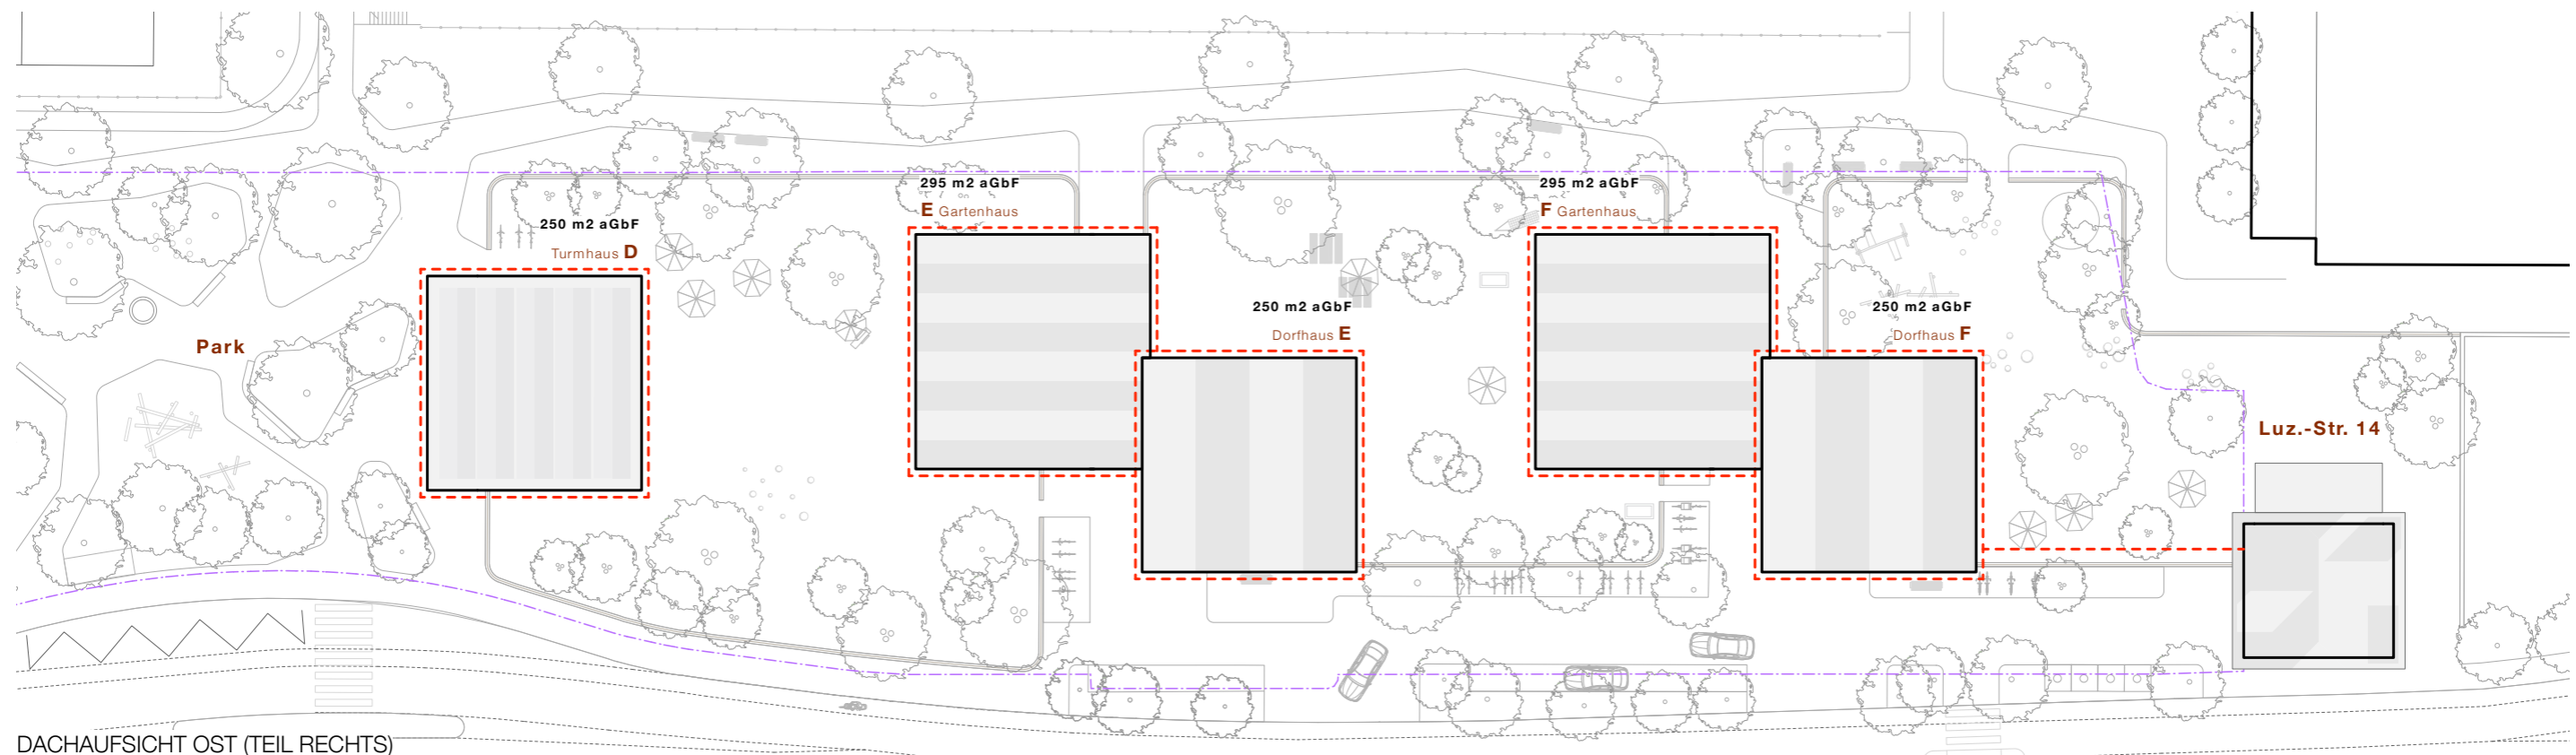 295 m2 aGbF
E Gartenhaus
295 m2 aGbF
F Gartenhaus
250 m2 aGbF
Turmhaus D
250 m2 aGbF
Dorfhaus E
250 m2 aGbF
Dorfhaus F
Park
Luz.-Str. 14
DACHAUFSICHT OST (TEIL RECHTS)